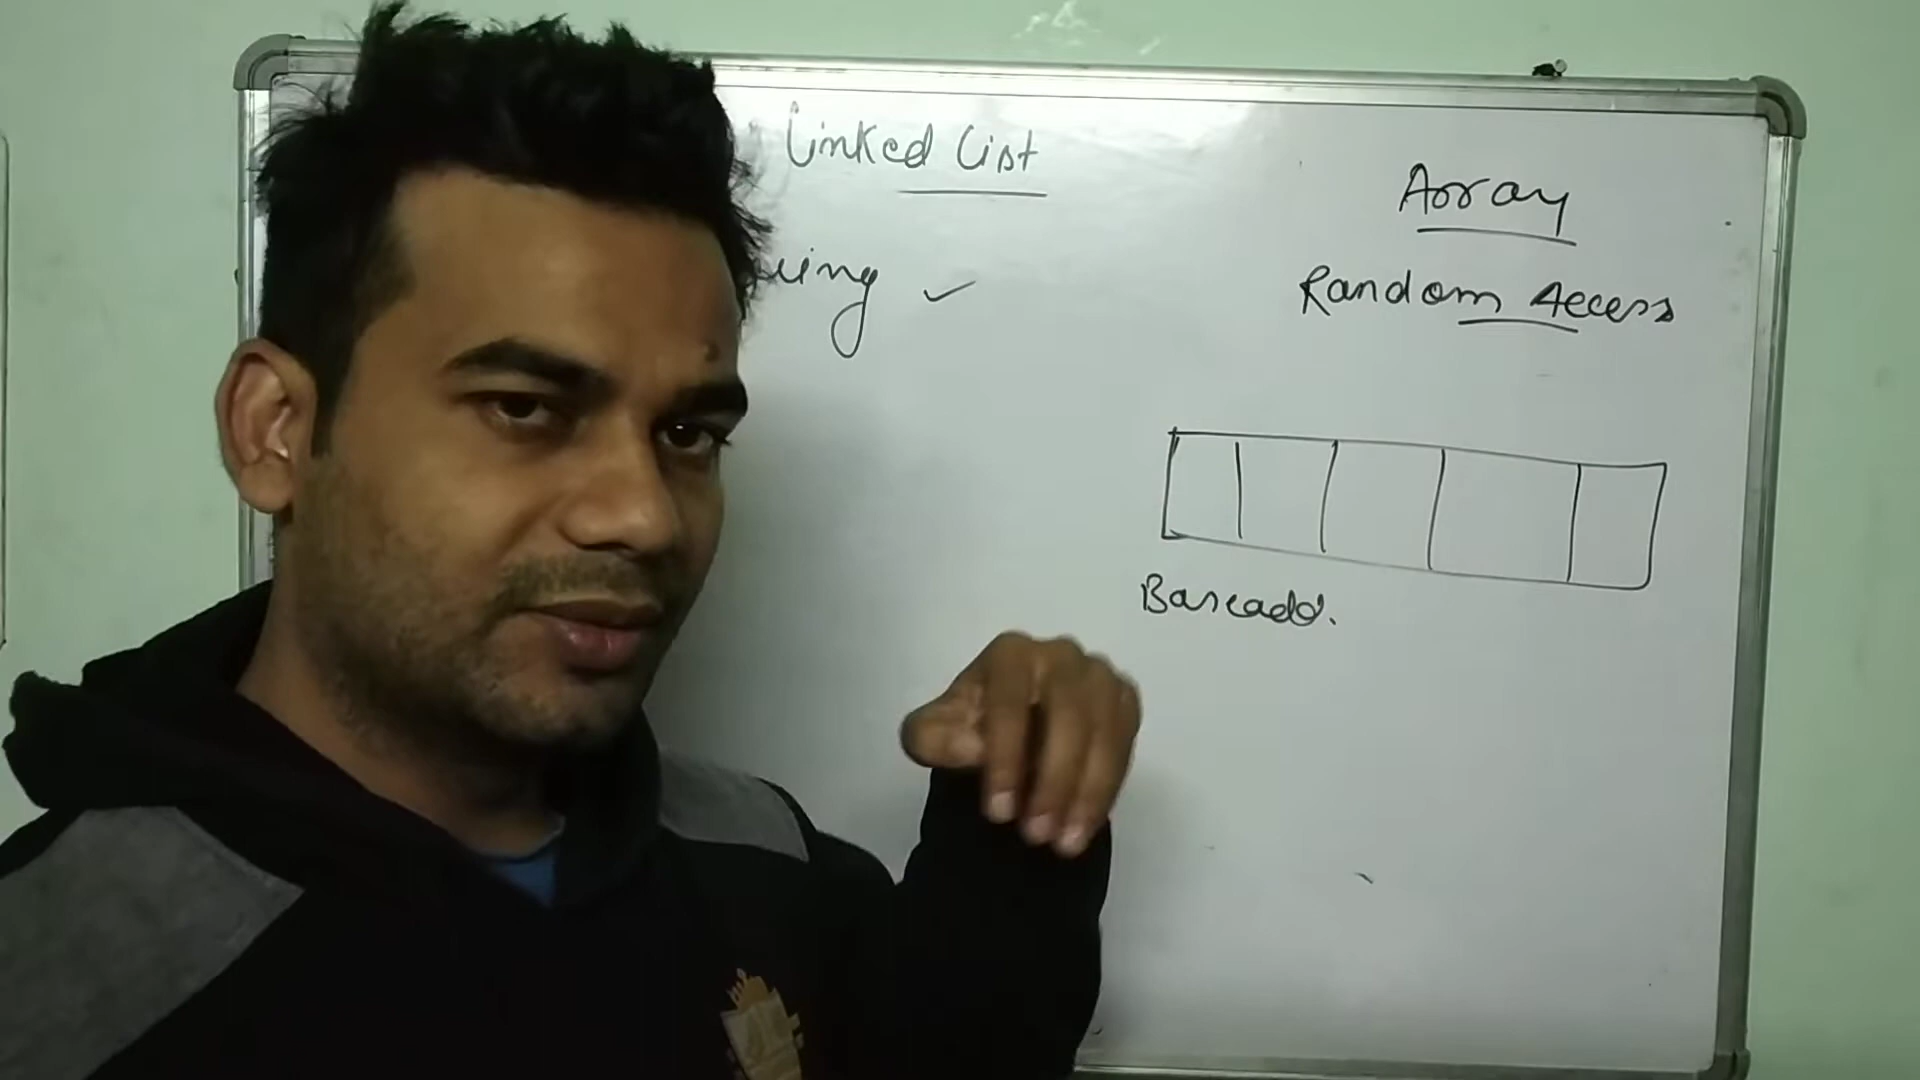 Linked List
Array
Random Access
Baseadd.